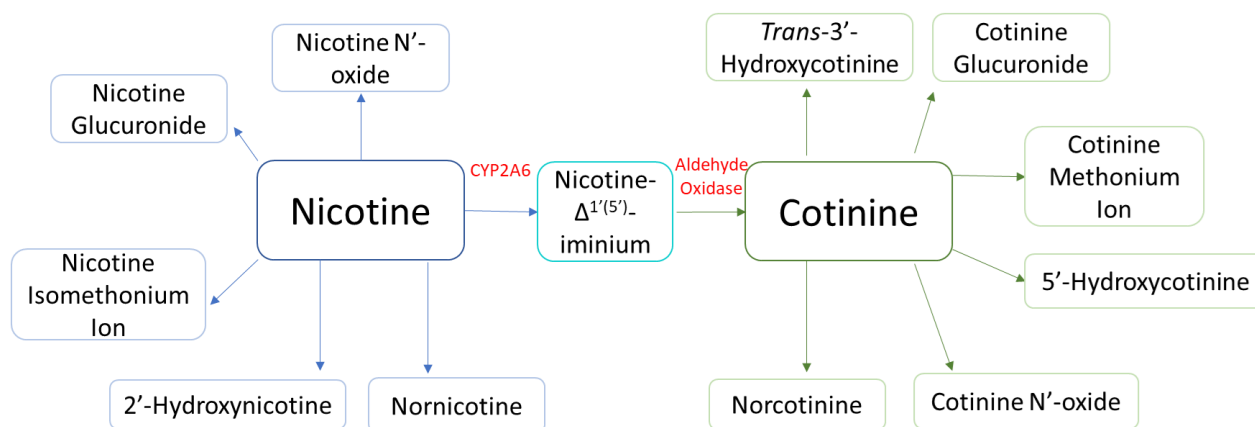 Nicotine N’-
oxide
Nicotine
Glucuronide
Nicotine
CYP2A6
Nicotine-
Δ1’(5’)-
iminium
Aldehyde
Oxidase
Cotinine
Trans-3’-
Hydroxycotinine
Cotinine
Glucuronide
Cotinine
Methonium
Ion
5’-Hydroxycotinine
Nicotine
Isomethonium
Ion
2’-Hydroxynicotine
Nornicotine
Norcotinine
Cotinine N’-oxide